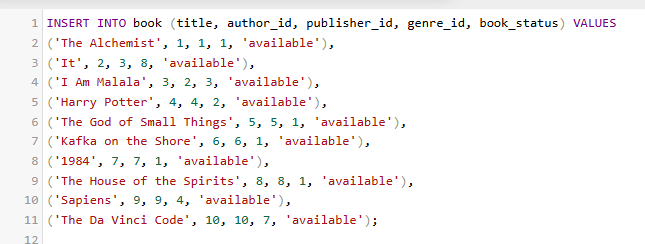 1 INSERT INTO book (title, author_id, publisher_id, genre_id, book_status) VALUES
2 ('The Alchemist', 1, 1, 1, 'available'),
3 ('It', 2, 3, 8, 'available'),
4 ('I Am Malala', 3, 2, 3, 'available'),
5 ('Harry Potter', 4, 4, 2, 'available'),
6 ('The God of Small Things', 5, 5, 1, 'available'),
7 ('Kafka on the Shore', 6, 6, 1, 'available'),
8 ('1984', 7, 7, 1, 'available'),
9 ('The House of the Spirits', 8, 8, 1, 'available'),
10 ('Sapiens', 9, 9, 4, 'available'),
11 ('The Da Vinci Code', 10, 10, 7, 'available');
12